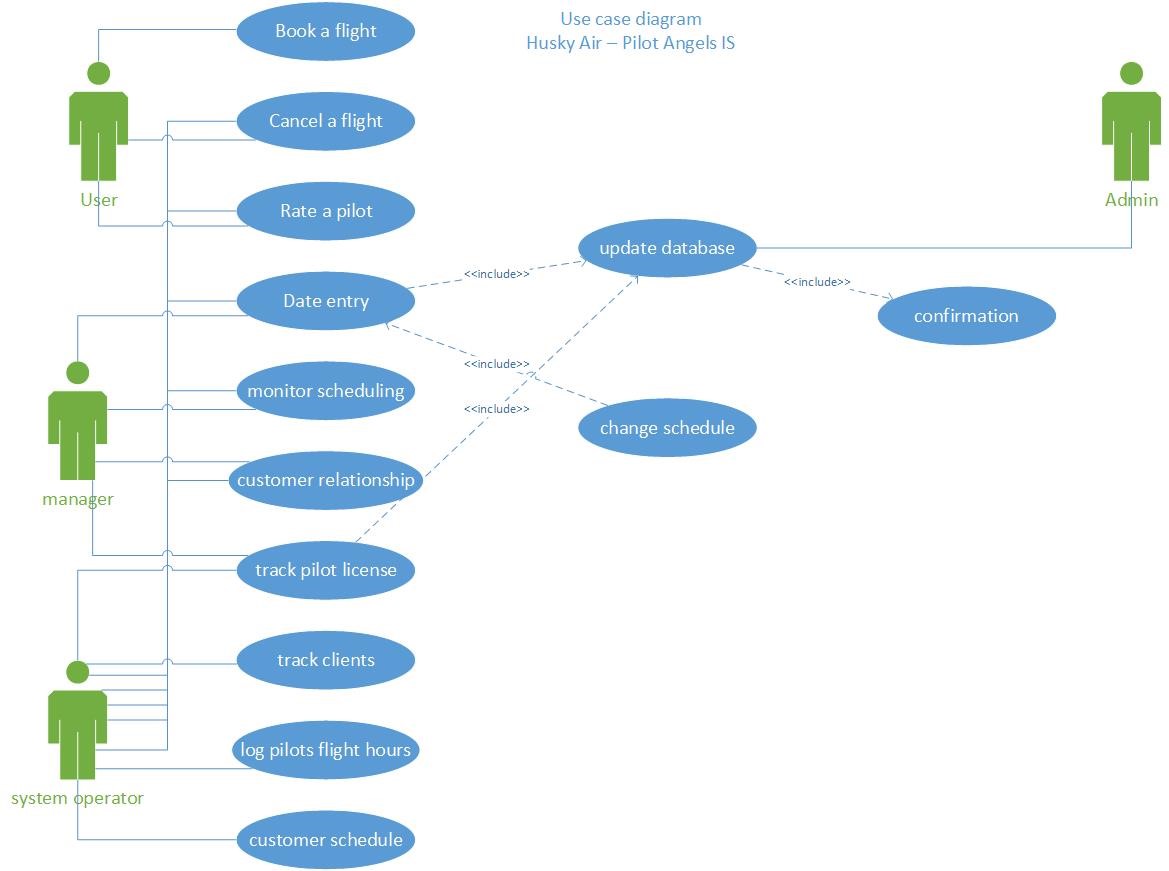 Use case diagram
Husky Air – Pilot Angels IS
Book a flight
Cancel a flight
User
Admin
Rate a pilot
update database
<<include>>
<<include>>
Date entry
confirmation
<<include>>
monitor scheduling
<<include>>
change schedule
customer relationship
manager
track pilot license
track clients
log pilots flight hours
system operator
customer schedule